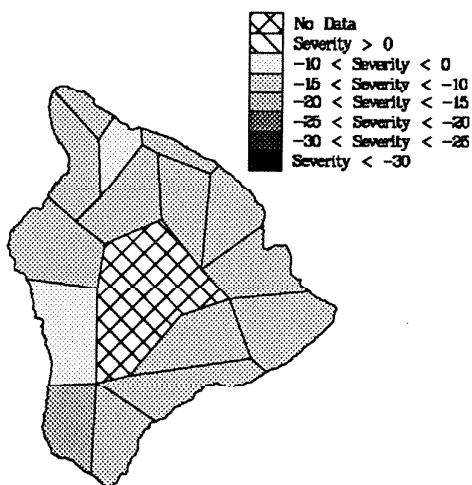 No Data
Severity > 0
-10 < Severity < 0
-15 < Severity < -10
-20 < Severity < -15
-25 < Severity < -20
-30 < Severity < -25
Severity < -30